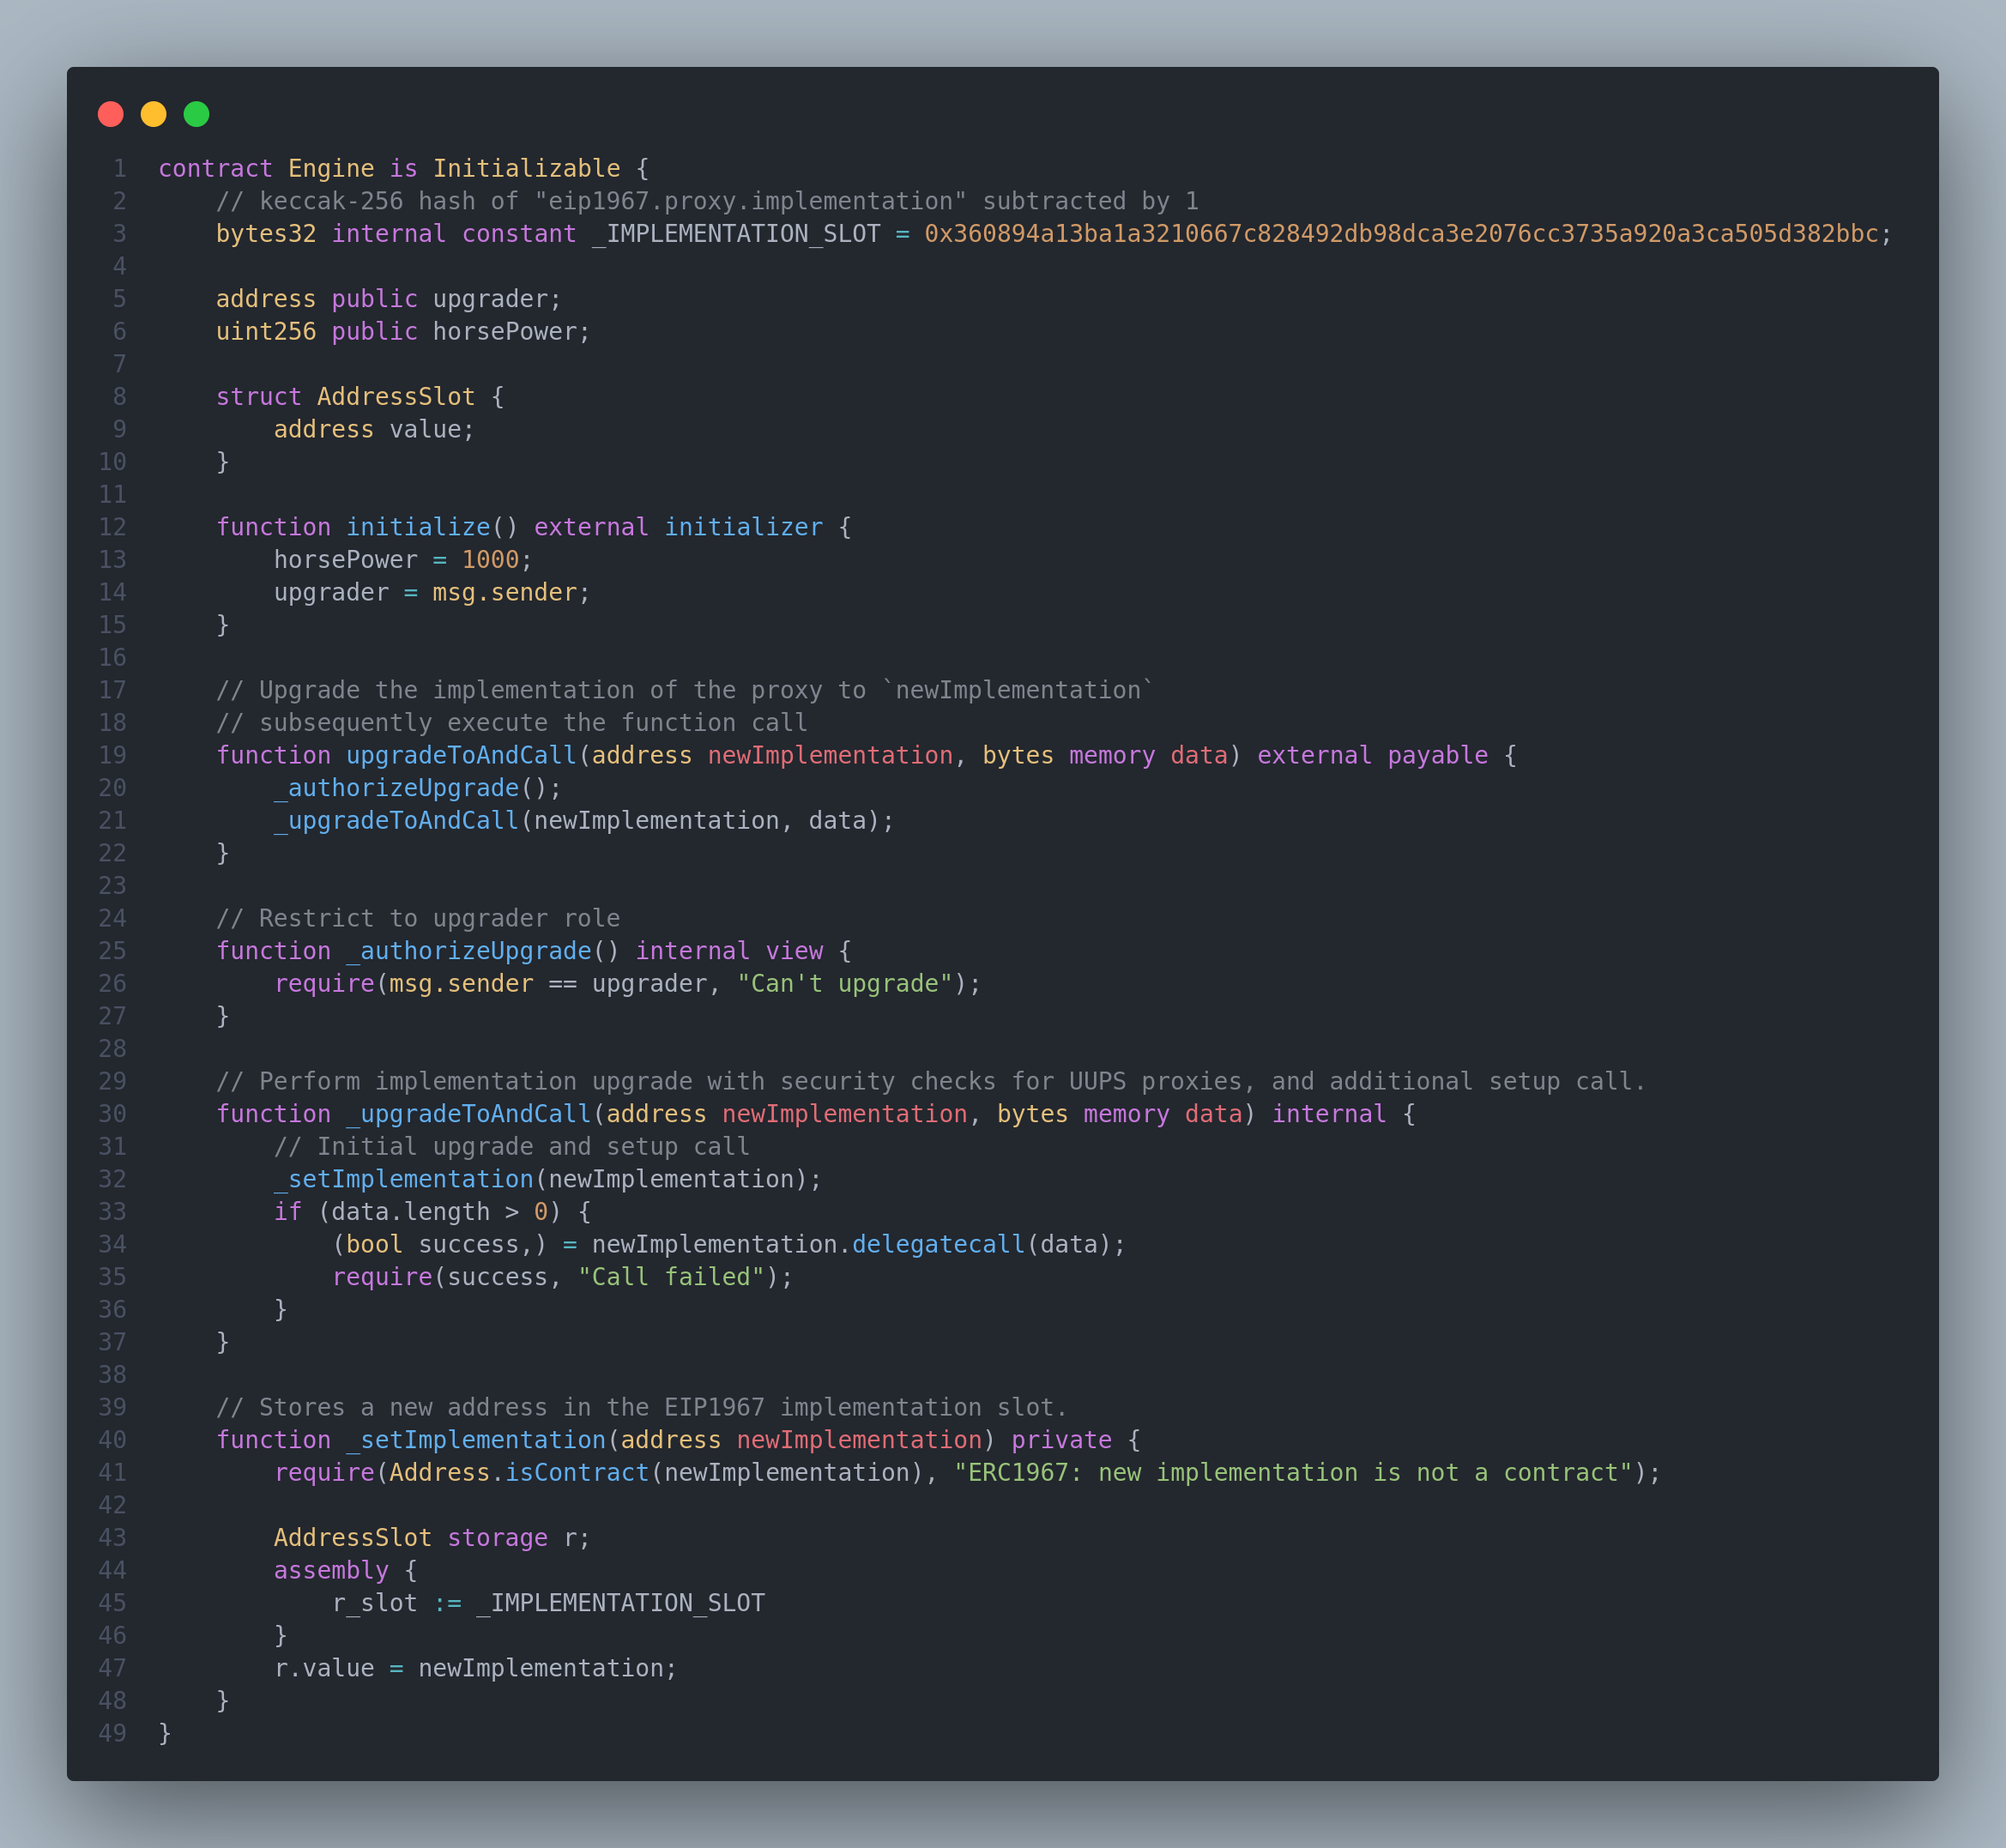 1 contract Engine is Initializable {
2     // keccak-256 hash of "eip1967.proxy.implementation" subtracted by 1
3     bytes32 internal constant _IMPLEMENTATION_SLOT = 0x360894a13ba1a3210667c828492db98dca3e2076cc3735a920a3ca505d382bbc;
4
5     address public upgrader;
6     uint256 public horsePower;
7
8     struct AddressSlot {
9         address value;
10     }
11
12     function initialize() external initializer {
13         horsePower = 1000;
14         upgrader = msg.sender;
15     }
16
17     // Upgrade the implementation of the proxy to `newImplementation`
18     // subsequently execute the function call
19     function upgradeToAndCall(address newImplementation, bytes memory data) external payable {
20         _authorizeUpgrade();
21         _upgradeToAndCall(newImplementation, data);
22     }
23
24     // Restrict to upgrader role
25     function _authorizeUpgrade() internal view {
26         require(msg.sender == upgrader, "Can't upgrade");
27     }
28
29     // Perform implementation upgrade with security checks for UUPS proxies, and additional setup call.
30     function _upgradeToAndCall(address newImplementation, bytes memory data) internal {
31         // Initial upgrade and setup call
32         _setImplementation(newImplementation);
33         if (data.length > 0) {
34             (bool success,) = newImplementation.delegatecall(data);
35             require(success, "Call failed");
36         }
37     }
38
39     // Stores a new address in the EIP1967 implementation slot.
40     function _setImplementation(address newImplementation) private {
41         require(Address.isContract(newImplementation), "ERC1967: new implementation is not a contract");
42
43         AddressSlot storage r;
44         assembly {
45             r_slot := _IMPLEMENTATION_SLOT
46         }
47         r.value = newImplementation;
48     }
49 }